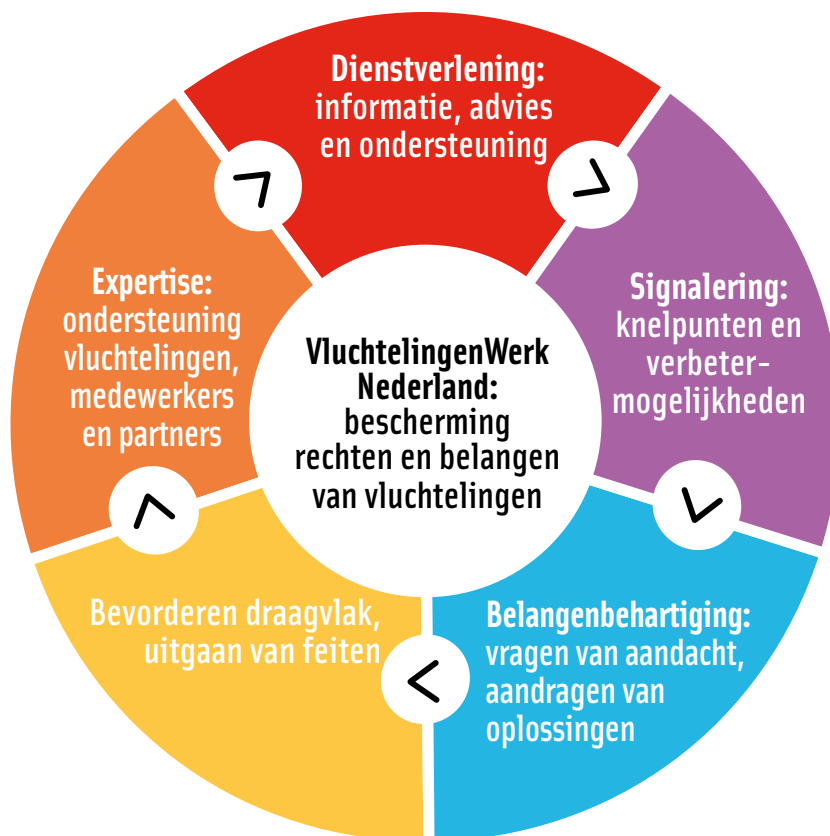 Dienstverlening:
informatie, advies
en ondersteuning
Signalering:
knelpunten en
verbeter-
mogelijkheden
Belangenbehartiging:
vragen van aandacht,
aandragen van
oplossingen
Bevorderen draagvlak,
uitgaan van feiten
Expertise:
ondersteuning
vluchtelingen,
medewerkers
en partners
VluchtelingenWerk
Nederland:
bescherming
rechten en belangen
van vluchtelingen